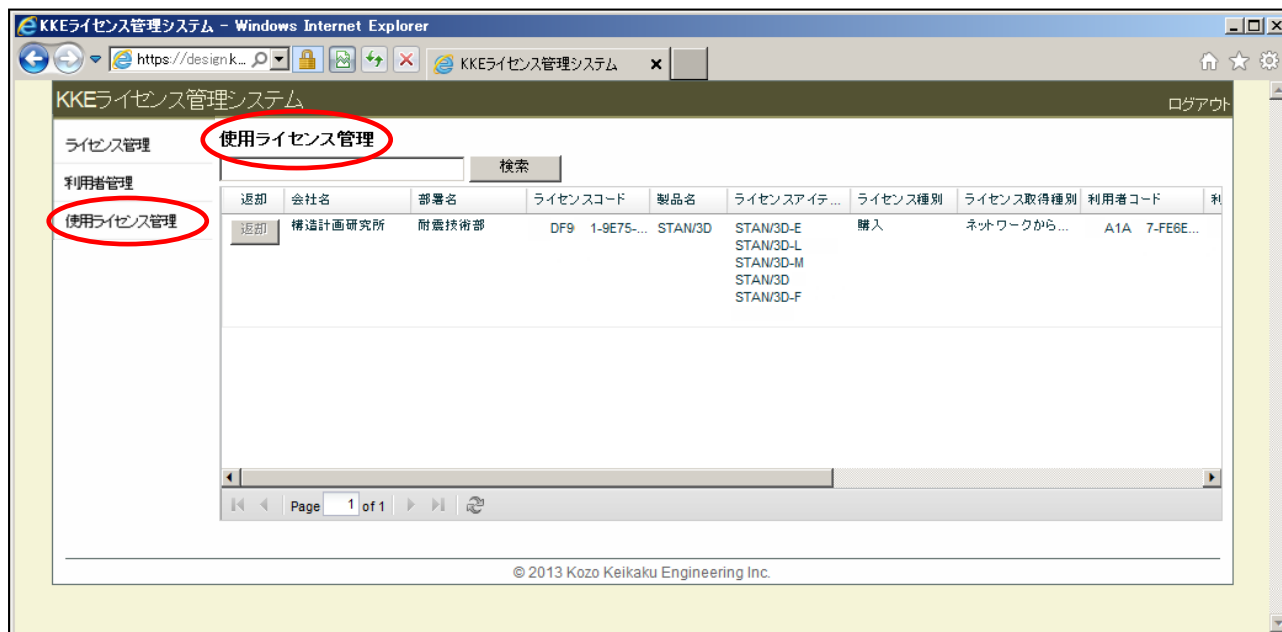 KKEライセンス管理システム - Windows Internet Explorer
https://designk... KKEライセンス管理システム
KKEライセンス管理システム
ログアウト
ライセンス管理
利用者管理
使用ライセンス管理
使用ライセンス管理
検索
返却 会社名 部署名 ライセンスコード 製品名 ライセンスアイテ... ライセンス種別 ライセンス取得種別 利用者コード 利
返却 構造計画研究所 耐震技術部 DF9 1-9E75-... STAN/3D STAN/3D-E 購入 ネットワークから... A1A 7-FE6E...
STAN/3D-L
STAN/3D-M
STAN/3D
STAN/3D-F
Page 1 of 1
© 2013 Kozo Keikaku Engineering Inc.